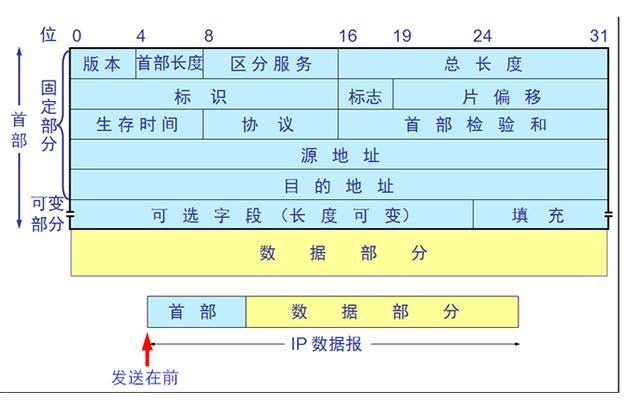 位 0 4 8 16 19 24 31
版本 首部长度 区分服务 总长度
标识 标志 片偏移
生存时间 协议 首部检验和
源地址
目的地址
可选字段（长度可变） 填充
首部
固定部分
可变
部分
数据部分
首部 数据部分
IP 数据报
发送在前